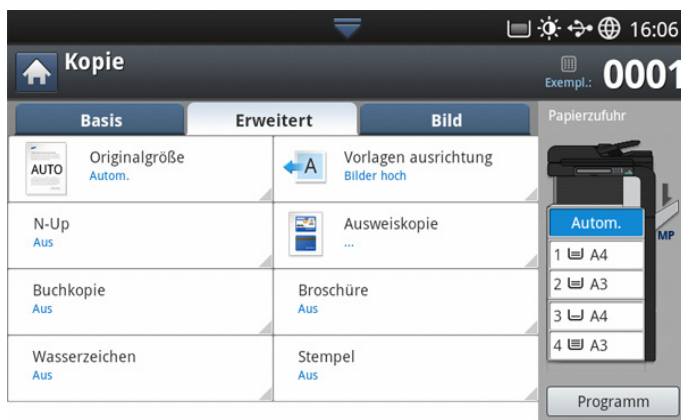 16:06
Kopie
Exempl.: 0001
Basis
Erweitert
Bild
Papierzufuhr
AUTO
Originalgröße
Autom.
A
Vorlagen ausrichtung
Bilder hoch
N-Up
Aus
Ausweiskopie
...
Buchkopie
Aus
Broschüre
Aus
Wasserzeichen
Aus
Stempel
Aus
Autom.
MP
1 A4
2 A3
3 A4
4 A3
Programm